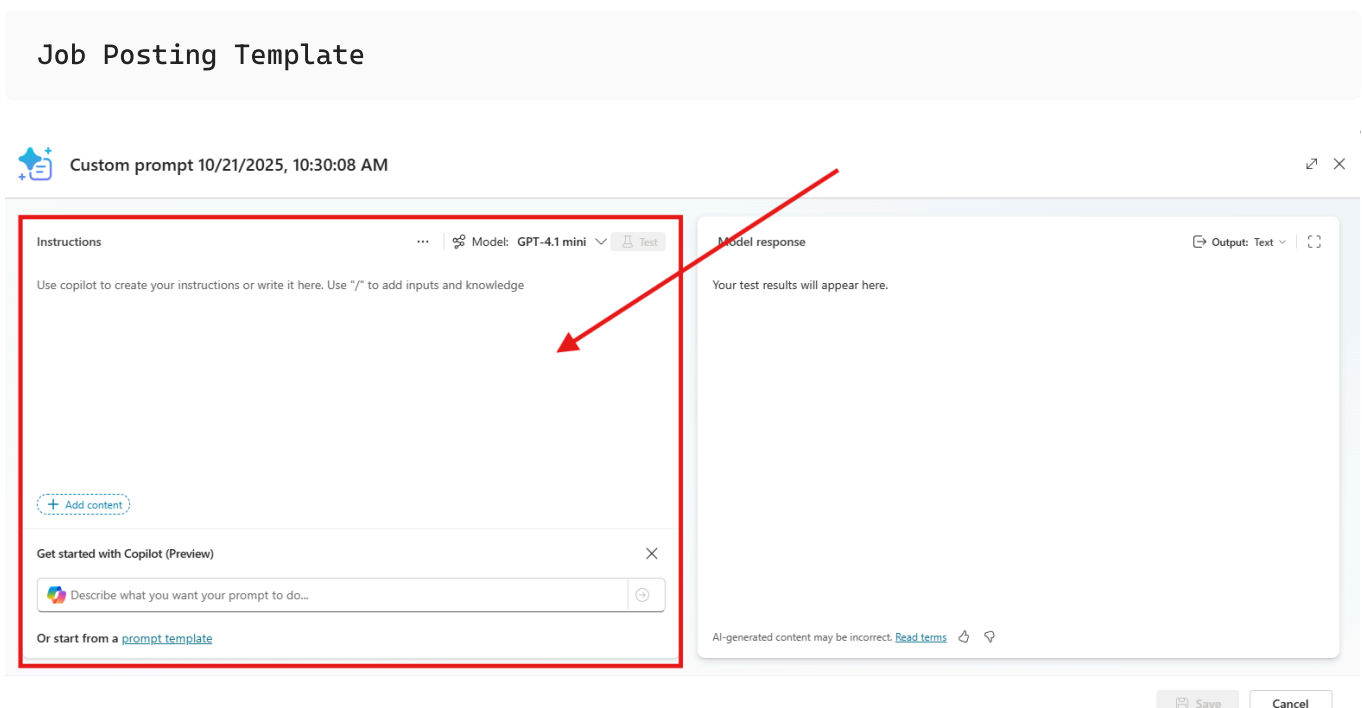 Job Posting Template
Custom prompt 10/21/2025, 10:30:08 AM
Instructions
Model: GPT-4.1 mini
Test
Use copilot to create your instructions or write it here. Use "/" to add inputs and knowledge
+ Add content
Get started with Copilot (Preview)
Describe what you want your prompt to do...
Or start from a prompt template
Model response
Output: Text
Your test results will appear here.
AI-generated content may be incorrect. Read terms
Save
Cancel